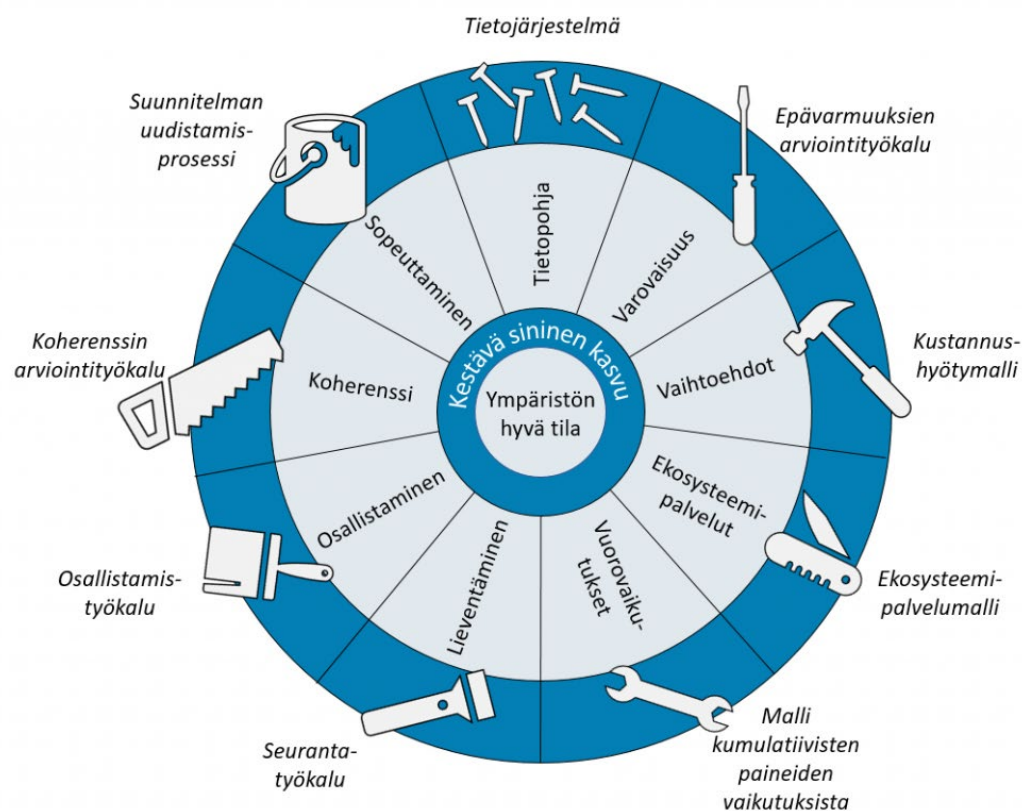 Tietojärjestelmä
Suunnitelman
uudistamis-
prosessi
Epävarmuuksien
arviointityökalu
Koherenssin
arviointityökalu
Kustannus-
hyötymalli
Osallistamis-
työkalu
Ekosysteemi-
palvelumalli
Seuranta-
työkalu
Malli
kumulatiivisten
paineiden
vaikutuksista
Tietopohja
Varovaisuus
Vaihtoehdot
Ekosysteemi-
palvelut
Vuorovaiku-
tukset
Lieventäminen
Osallistaminen
Koherenssi
Sopeuttaminen
Kestävä sininen kasvu
Ympäristön
hyvä tila